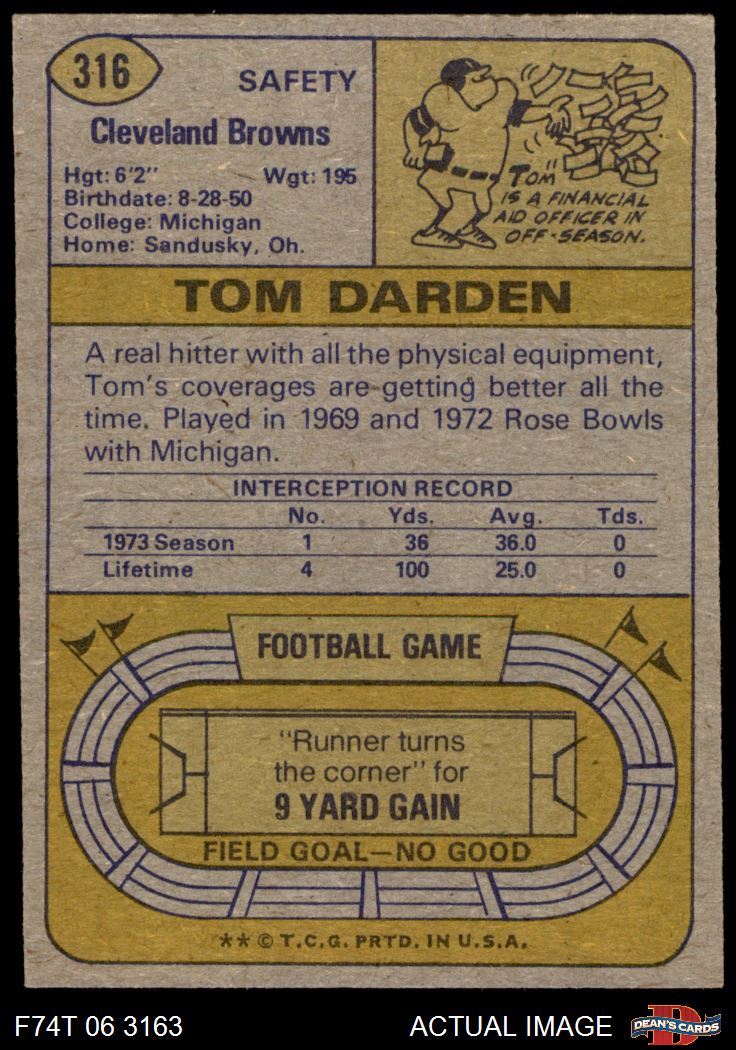 316
SAFETY
Cleveland Browns
Hgt: 6'2" Wgt: 195
Birthdate: 8-28-50
College: Michigan
Home: Sandusky, Oh.
TOM
IS A FINANCIAL
AID OFFICER IN
OFF-SEASON.
TOM DARDEN
A real hitter with all the physical equipment,
Tom's coverages are getting better all the
time. Played in 1969 and 1972 Rose Bowls
with Michigan.
INTERCEPTION RECORD
No. Yds. Avg. Tds.
1973 Season 1 36 36.0 0
Lifetime 4 100 25.0 0
FOOTBALL GAME
"Runner turns
the corner" for
9 YARD GAIN
FIELD GOAL—NO GOOD
** © T.C.G. PRTD. IN U.S.A.
F74T 06 3163 ACTUAL IMAGE DEAN'S CARDS